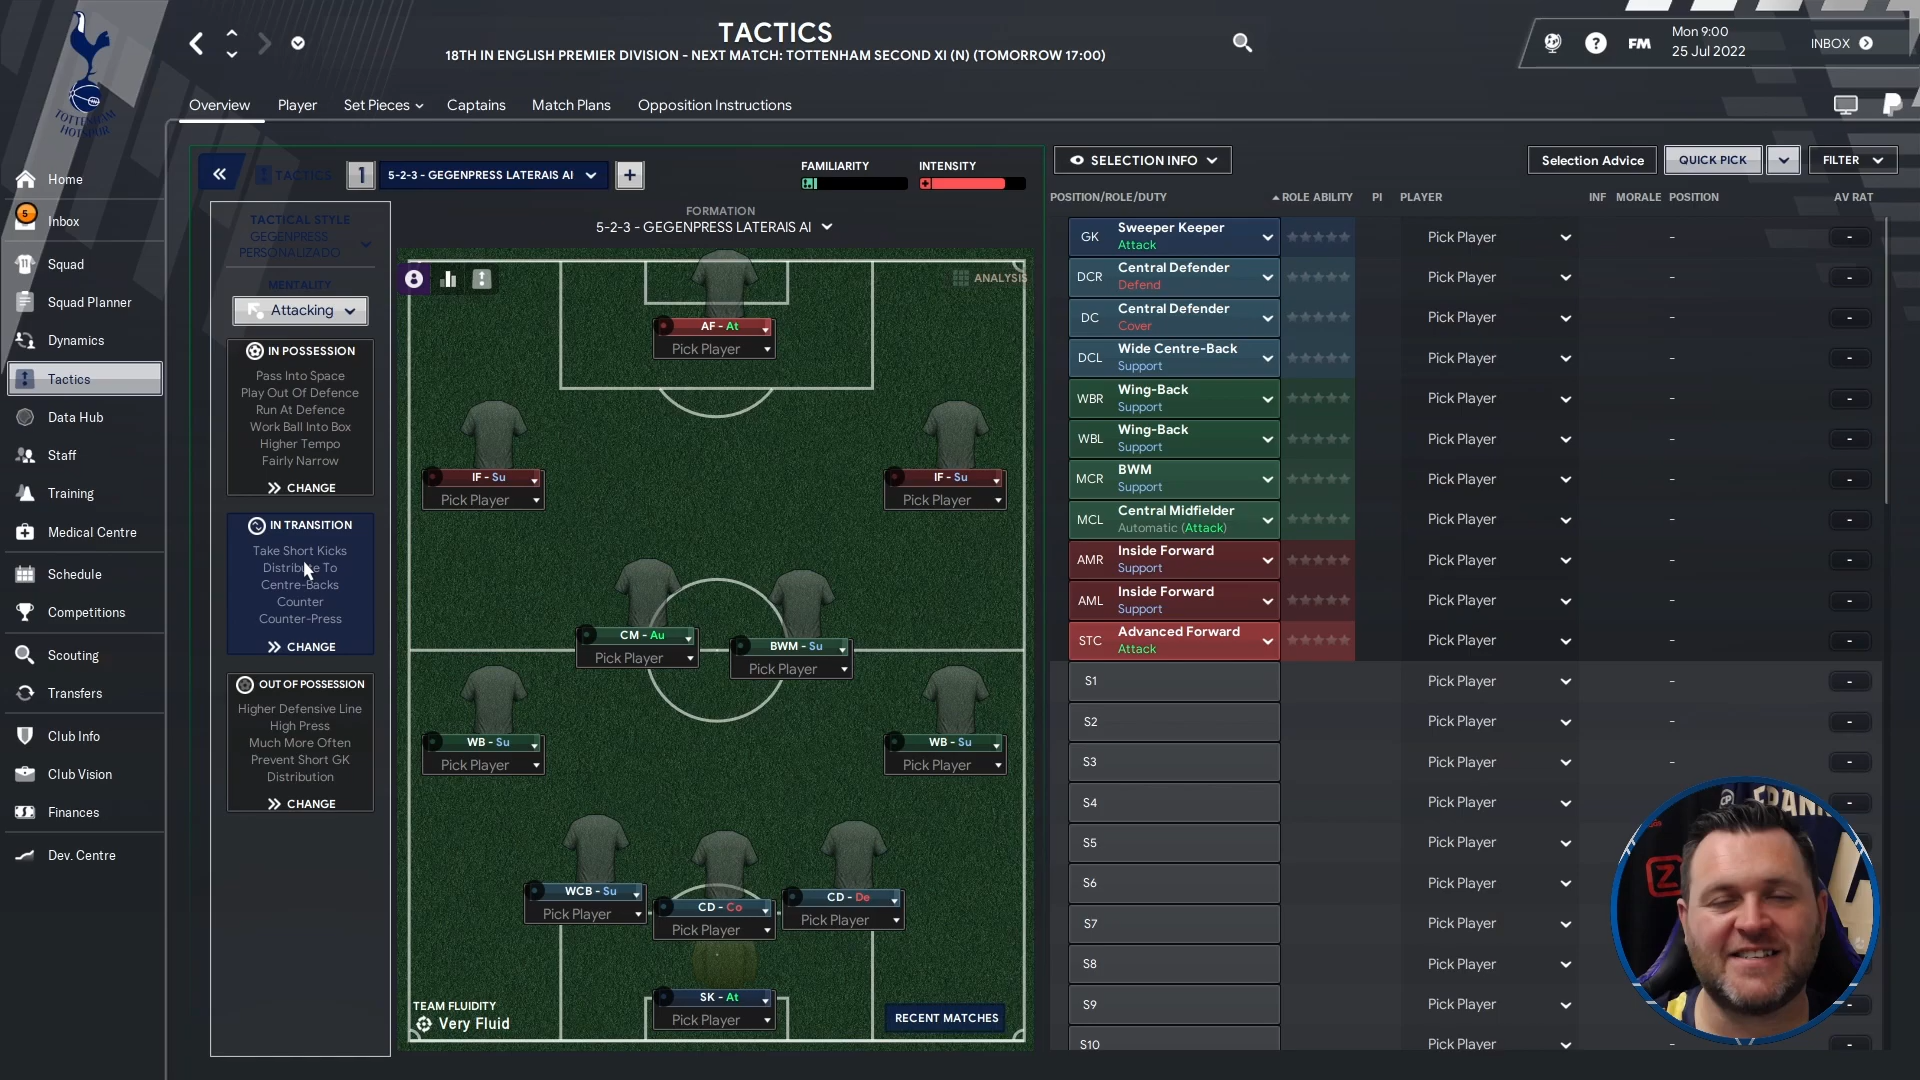 TOTTENHAM
HOTSPUR
TACTICS
18TH IN ENGLISH PREMIER DIVISION - NEXT MATCH: TOTTENHAM SECOND XI (N) (TOMORROW 17:00)
FM
Mon 9:00
25 Jul 2022
INBOX
Overview
Player
Set Pieces
Captains
Match Plans
Opposition Instructions
Home
5
Inbox
Squad
Squad Planner
Dynamics
Tactics
Data Hub
Staff
Training
Medical Centre
Schedule
Competitions
Scouting
Transfers
Club Info
Club Vision
Finances
Dev. Centre
TACTICS
1
5-2-3 - GEGENPRESS LATERAIS AI
+
FAMILIARITY
INTENSITY
TACTICAL STYLE
GEGENPRESS
PERSONALIZADO
MENTALITY
Attacking
IN POSSESSION
Pass Into Space
Play Out Of Defence
Run At Defence
Work Ball Into Box
Higher Tempo
Fairly Narrow
CHANGE
IN TRANSITION
Take Short Kicks
Distribute To
Centre-Backs
Counter
Counter-Press
CHANGE
OUT OF POSSESSION
Higher Defensive Line
High Press
Much More Often
Prevent Short GK
Distribution
CHANGE
FORMATION
5-2-3 - GEGENPRESS LATERAIS AI
ANALYSIS
AF - At
Pick Player
IF - Su
Pick Player
IF - Su
Pick Player
CM - Au
Pick Player
BWM - Su
Pick Player
WB - Su
Pick Player
WB - Su
Pick Player
WCB - Su
Pick Player
CD - Co
Pick Player
CD - De
Pick Player
SK - At
Pick Player
TEAM FLUIDITY
Very Fluid
RECENT MATCHES
SELECTION INFO
Selection Advice
QUICK PICK
FILTER
POSITION/ROLE/DUTY ROLE ABILITY PI PLAYER INF MORALE POSITION AV RAT
GK Sweeper Keeper Pick Player - -
Attack
DCR Central Defender Pick Player - -
Defend
DC Central Defender Pick Player - -
Cover
DCL Wide Centre-Back Pick Player - -
Support
WBR Wing-Back Pick Player - -
Support
WBL Wing-Back Pick Player - -
Support
MCR BWM Pick Player - -
Support
MCL Central Midfielder Pick Player - -
Automatic (Attack)
AMR Inside Forward Pick Player - -
Support
AML Inside Forward Pick Player - -
Support
STC Advanced Forward Pick Player - -
Attack
S1 Pick Player - -
S2 Pick Player - -
S3 Pick Player - -
S4 Pick Player - -
S5 Pick Player - -
S6 Pick Player - -
S7 Pick Player - -
S8 Pick Player - -
S9 Pick Player - -
S10 Pick Player -